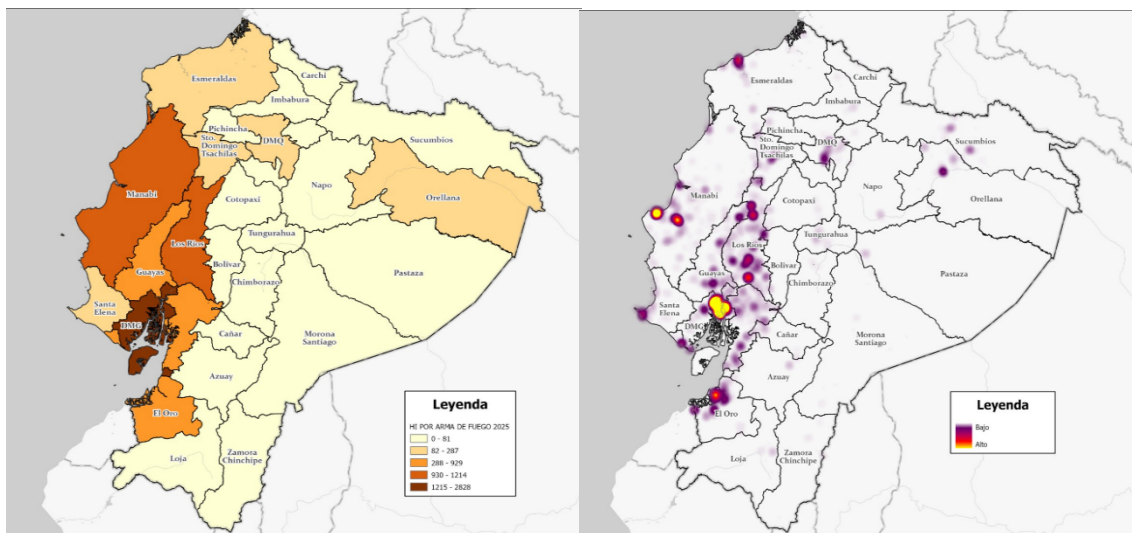 Esmeraldas
Carchi
Imbabura
Pichincha
Sto.
Domingo
Tsachilas
DMQ
Sucumbios
Manabi
Napo
Orellana
Cotopaxi
Los Rios
Tungurahua
Guayas
Bolivar
Pastaza
Chimborazo
Santa
Elena
DMG
Cañar
Morona
Santiago
Azuay
El Oro
Loja
Zamora
Chinchipe
Leyenda
HI POR ARMA DE FUEGO 2025
0 - 81
82 - 287
288 - 929
930 - 1214
1215 - 2828
Esmeraldas
Carchi
Imbabura
Pichincha
Sto.
Domingo
Tsachilas
DMQ
Sucumbios
Manabi
Napo
Orellana
Cotopaxi
Los Rios
Tungurahua
Guayas
Bolivar
Pastaza
Chimborazo
Santa
Elena
DMG
Cañar
Morona
Santiago
Azuay
El Oro
Loja
Zamora
Chinchipe
Leyenda
Bajo
Alto